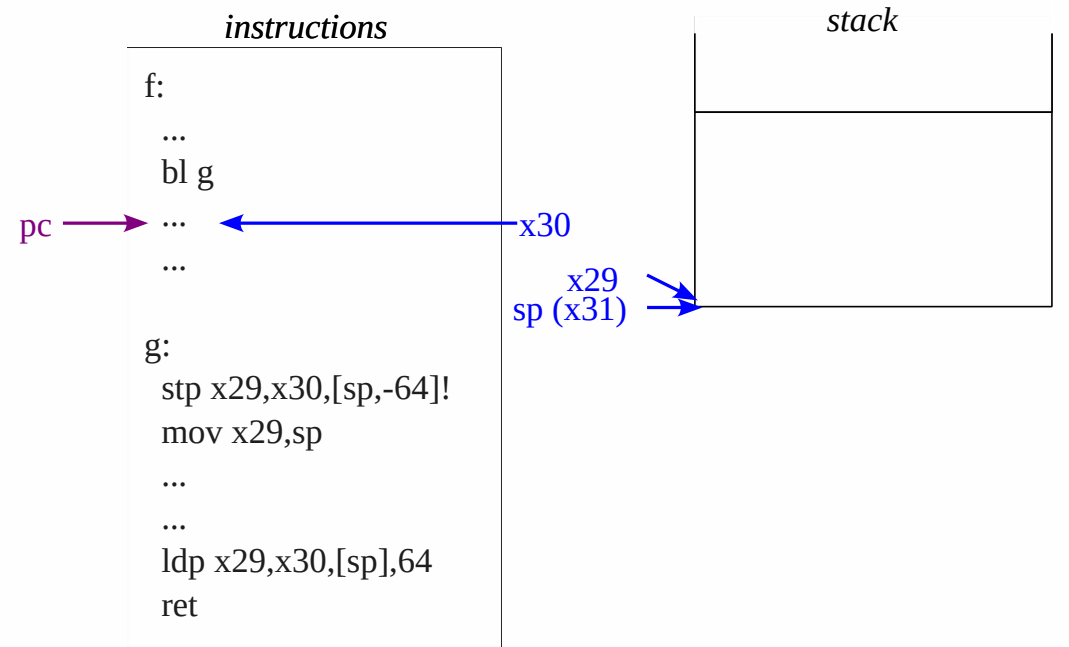 instructions
stack
f:
...
bl g
pc
...
x30
...
x29
sp (x31)
g:
stp x29,x30,[sp,-64]!
mov x29,sp
...
...
ldp x29,x30,[sp],64
ret